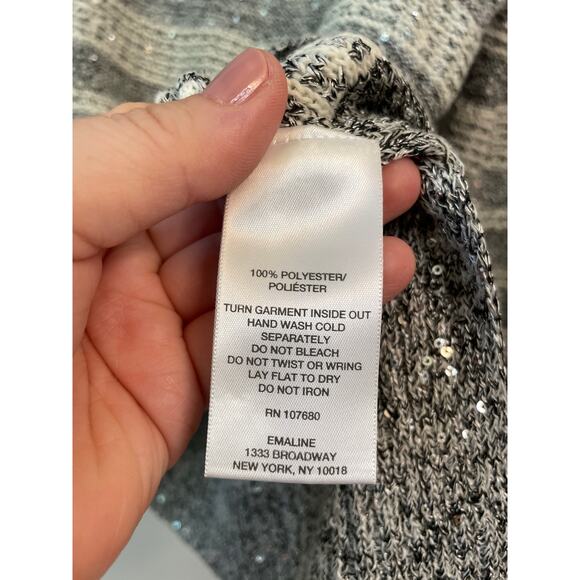 100% POLYESTER/
POLIÉSTER
TURN GARMENT INSIDE OUT
HAND WASH COLD
SEPARATELY
DO NOT BLEACH
DO NOT TWIST OR WRING
LAY FLAT TO DRY
DO NOT IRON
RN 107680
EMALINE
1333 BROADWAY
NEW YORK, NY 10018